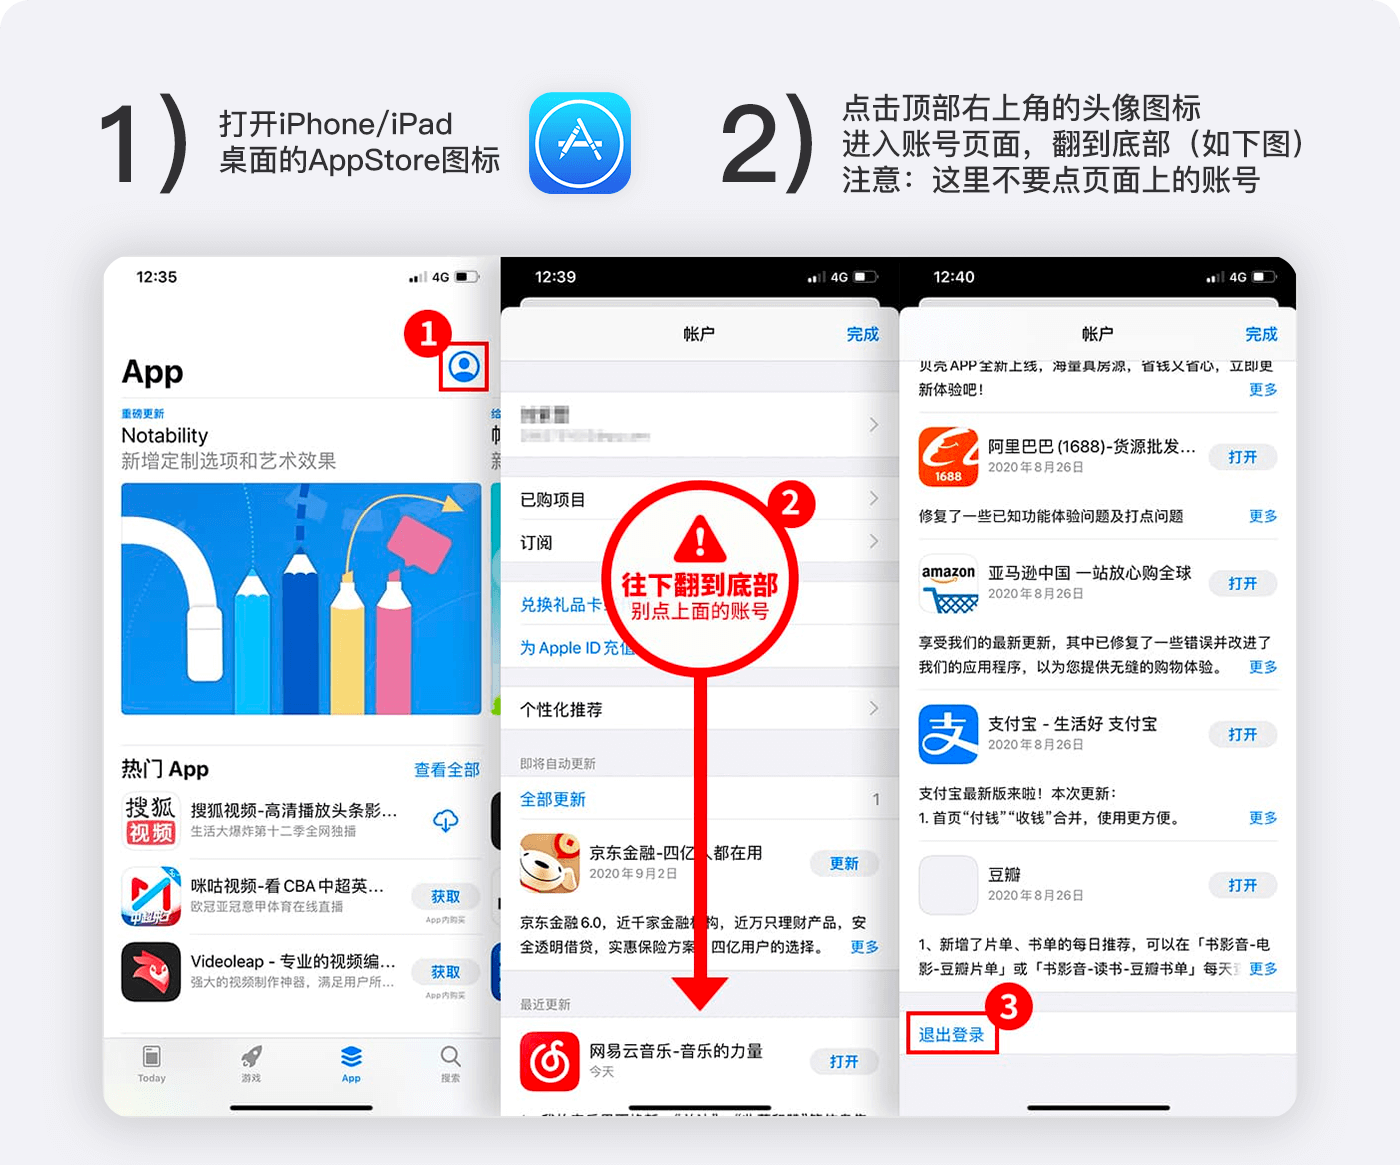 1)
打开iPhone/iPad
桌面的AppStore图标
2)
点击顶部右上角的头像图标
进入账号页面，翻到底部（如下图）
注意：这里不要点页面上的账号
12:35
4G
1
App
重磅更新
Notability
新增定制选项和艺术效果
热门 App
查看全部
搜狐
视频
搜狐视频-高清播放头条影...
生活大爆炸第十二季全网独播
咪咕视频-看 CBA 中超英...
欧冠亚冠意甲体育在线直播
获取
App内购买
Videoleap - 专业的视频编...
强大的视频制作神器，满足用户所...
获取
App内购买
Today
游戏
App
搜索
12:39
4G
帐户
完成
已购项目
订阅
兑换礼品卡
为 Apple ID 充值
2
往下翻到底部
别点上面的账号
个性化推荐
即将自动更新
全部更新
1
京东金融-四亿人都在用
2020年9月2日
更新
京东金融6.0，近千家金融机构，近万只理财产品，安
全透明借贷，实惠保险方案，四亿用户的选择。
更多
最近更新
网易云音乐-音乐的力量
今天
打开
12:40
4G
帐户
完成
贝壳APP全新上线，海量真房源，省钱又省心，立即更
新体验吧！
更多
1688
阿里巴巴 (1688)-货源批发...
2020年8月26日
打开
修复了一些已知功能体验问题及打点问题
更多
amazon
亚马逊中国 一站放心购全球
2020年8月26日
打开
享受我们的最新更新，其中已修复了一些错误并改进了
我们的应用程序，以为您提供无缝的购物体验。
更多
支
支付宝 - 生活好 支付宝
2020年8月26日
打开
支付宝最新版来啦！本次更新：
1. 首页“付钱”“收钱”合并，使用更方便。
更多
豆瓣
2020年8月26日
打开
1、新增了片单、书单的每日推荐，可以在「书影音-电
影-豆瓣片单」或「书影音-读书-豆瓣书单」每天
更多
3
退出登录